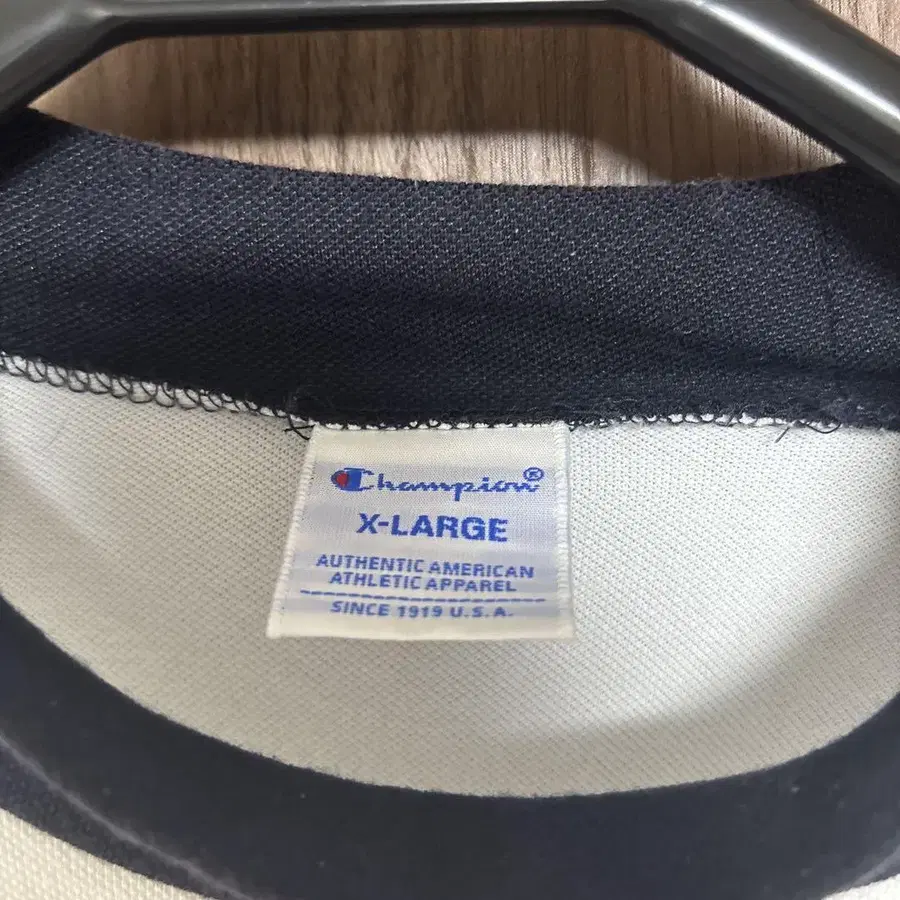 Champion®
X-LARGE
AUTHENTIC AMERICAN
ATHLETIC APPAREL
SINCE 1919 U.S.A.